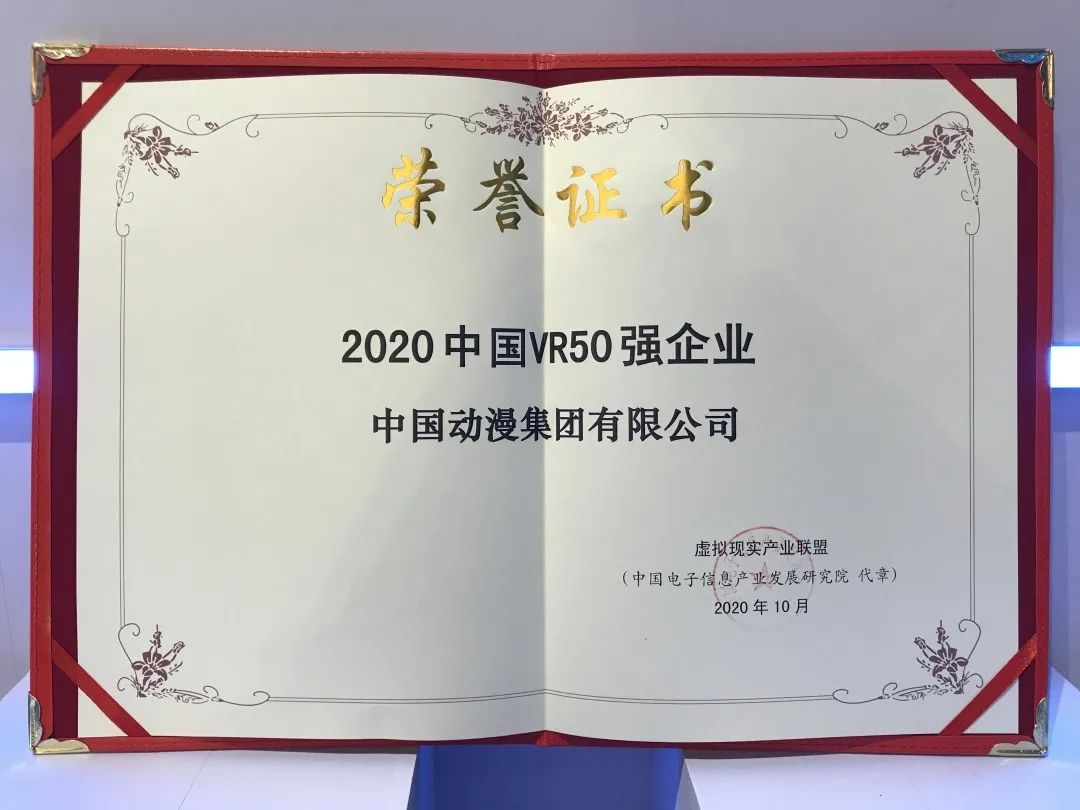 荣誉证书
2020中国VR50强企业
中国动漫集团有限公司
虚拟现实产业联盟
（中国电子信息产业发展研究院 代章）
2020年10月